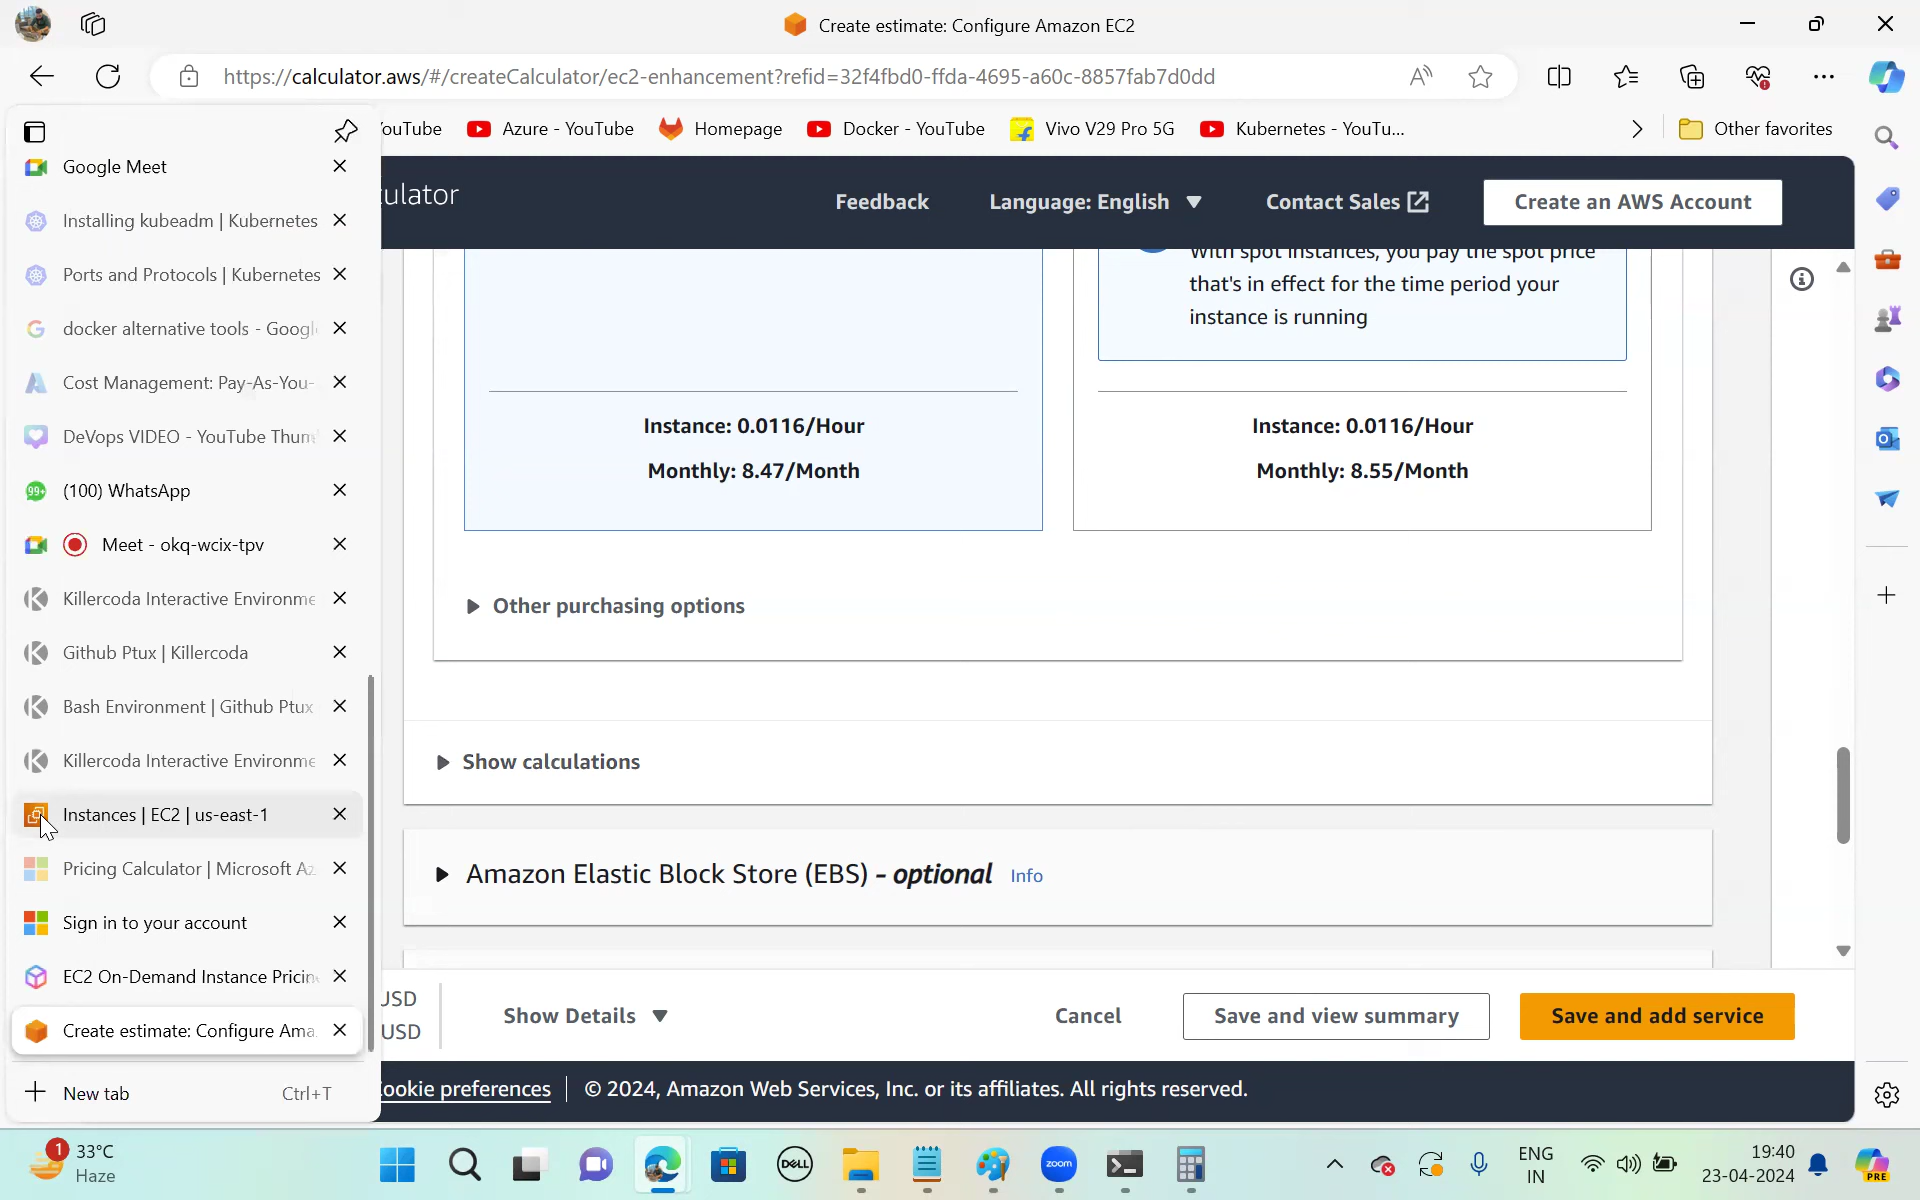 Create estimate: Configure Amazon EC2
https://calculator.aws/#/createCalculator/ec2-enhancement?refid=32f4fbd0-ffda-4695-a60c-8857fab7d0dd
ouTube
Azure - YouTube
Homepage
Docker - YouTube
Vivo V29 Pro 5G
Kubernetes - YouTu...
Other favorites
Google Meet
Installing kubeadm | Kubernetes
Ports and Protocols | Kubernetes
docker alternative tools - Googl
Cost Management: Pay-As-You-
DeVops VIDEO - YouTube Thum
99+
(100) WhatsApp
Meet - okq-wcix-tpv
Killercoda Interactive Environme
Github Ptux | Killercoda
Bash Environment | Github Ptux
Killercoda Interactive Environme
Instances | EC2 | us-east-1
Pricing Calculator | Microsoft Az
Sign in to your account
EC2 On-Demand Instance Pricin
Create estimate: Configure Ama
New tab
Ctrl+T
ulator
Feedback
Language: English
Contact Sales
Create an AWS Account
With spot instances, you pay the spot price
that's in effect for the time period your
instance is running
Instance: 0.0116/Hour
Monthly: 8.47/Month
Instance: 0.0116/Hour
Monthly: 8.55/Month
Other purchasing options
Show calculations
Amazon Elastic Block Store (EBS) - optional Info
USD
USD
Show Details
Cancel
Save and view summary
Save and add service
ookie preferences
© 2024, Amazon Web Services, Inc. or its affiliates. All rights reserved.
1
33°C
Haze
DELL
zoom
ENG
IN
19:40
23-04-2024
PRE